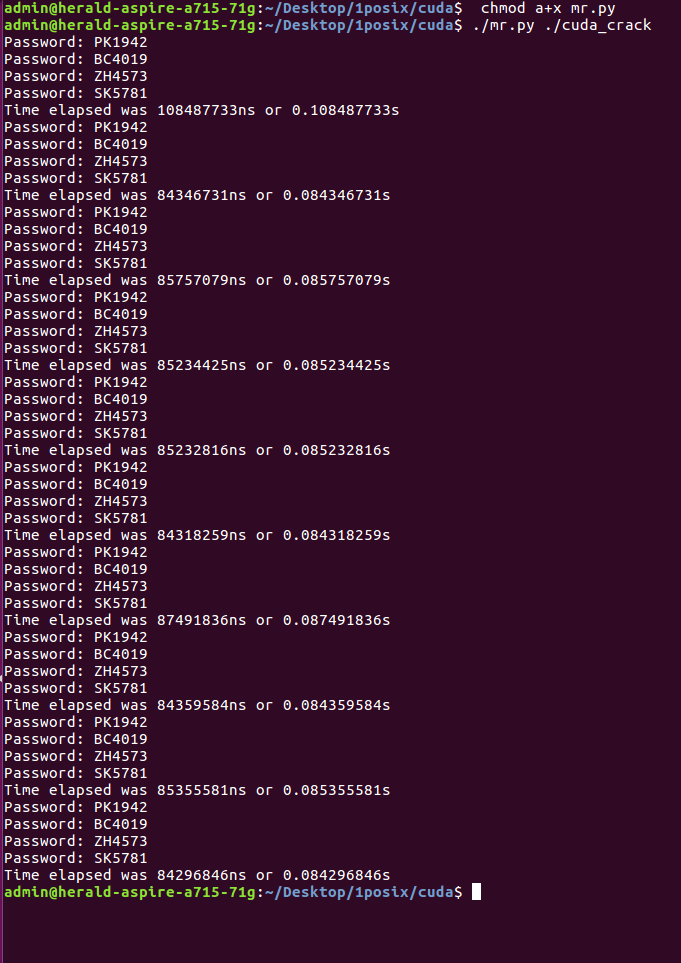 admin@herald-aspire-a715-71g:~/Desktop/1posix/cuda$  chmod a+x mr.py
admin@herald-aspire-a715-71g:~/Desktop/1posix/cuda$ ./mr.py ./cuda_crack
Password: PK1942
Password: BC4019
Password: ZH4573
Password: SK5781
Time elapsed was 108487733ns or 0.108487733s
Password: PK1942
Password: BC4019
Password: ZH4573
Password: SK5781
Time elapsed was 84346731ns or 0.084346731s
Password: PK1942
Password: BC4019
Password: ZH4573
Password: SK5781
Time elapsed was 85757079ns or 0.085757079s
Password: PK1942
Password: BC4019
Password: ZH4573
Password: SK5781
Time elapsed was 85234425ns or 0.085234425s
Password: PK1942
Password: BC4019
Password: ZH4573
Password: SK5781
Time elapsed was 85232816ns or 0.085232816s
Password: PK1942
Password: BC4019
Password: ZH4573
Password: SK5781
Time elapsed was 84318259ns or 0.084318259s
Password: PK1942
Password: BC4019
Password: ZH4573
Password: SK5781
Time elapsed was 87491836ns or 0.087491836s
Password: PK1942
Password: BC4019
Password: ZH4573
Password: SK5781
Time elapsed was 84359584ns or 0.084359584s
Password: PK1942
Password: BC4019
Password: ZH4573
Password: SK5781
Time elapsed was 85355581ns or 0.085355581s
Password: PK1942
Password: BC4019
Password: ZH4573
Password: SK5781
Time elapsed was 84296846ns or 0.084296846s
admin@herald-aspire-a715-71g:~/Desktop/1posix/cuda$